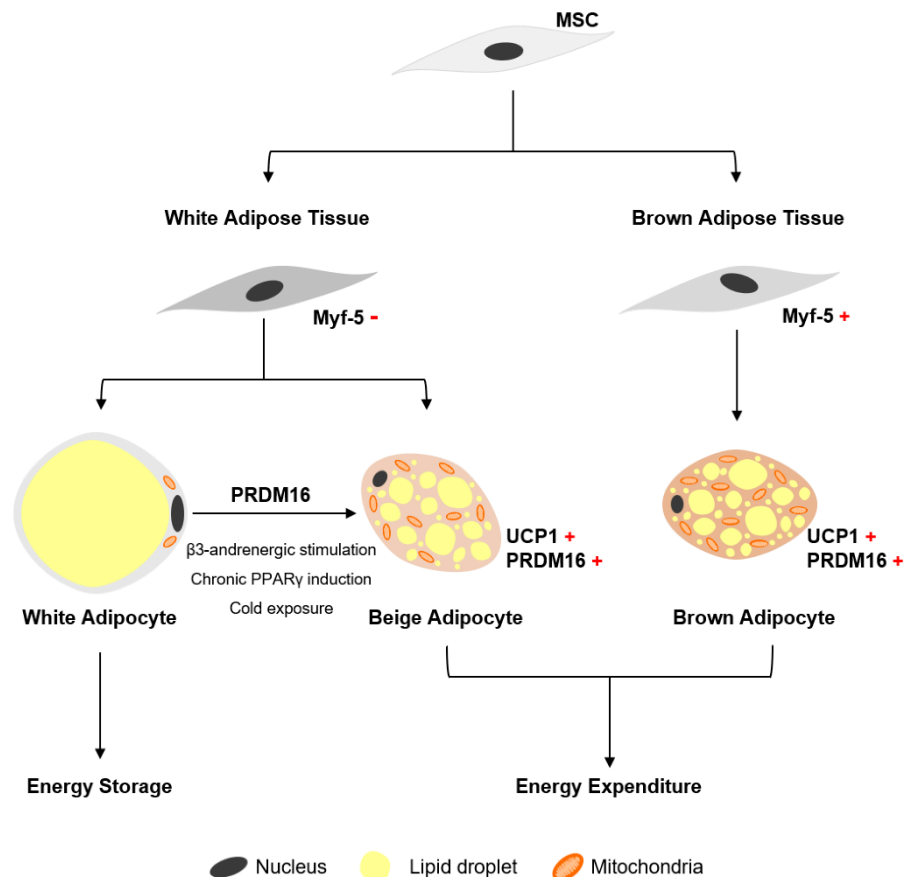 MSC
White Adipose Tissue
Brown Adipose Tissue
Myf-5 -
Myf-5 +
PRDM16
β3-andrenergic stimulation
Chronic PPARγ induction
Cold exposure
UCP1 +
PRDM16 +
UCP1 +
PRDM16 +
White Adipocyte
Beige Adipocyte
Brown Adipocyte
Energy Storage
Energy Expenditure
Nucleus
Lipid droplet
Mitochondria